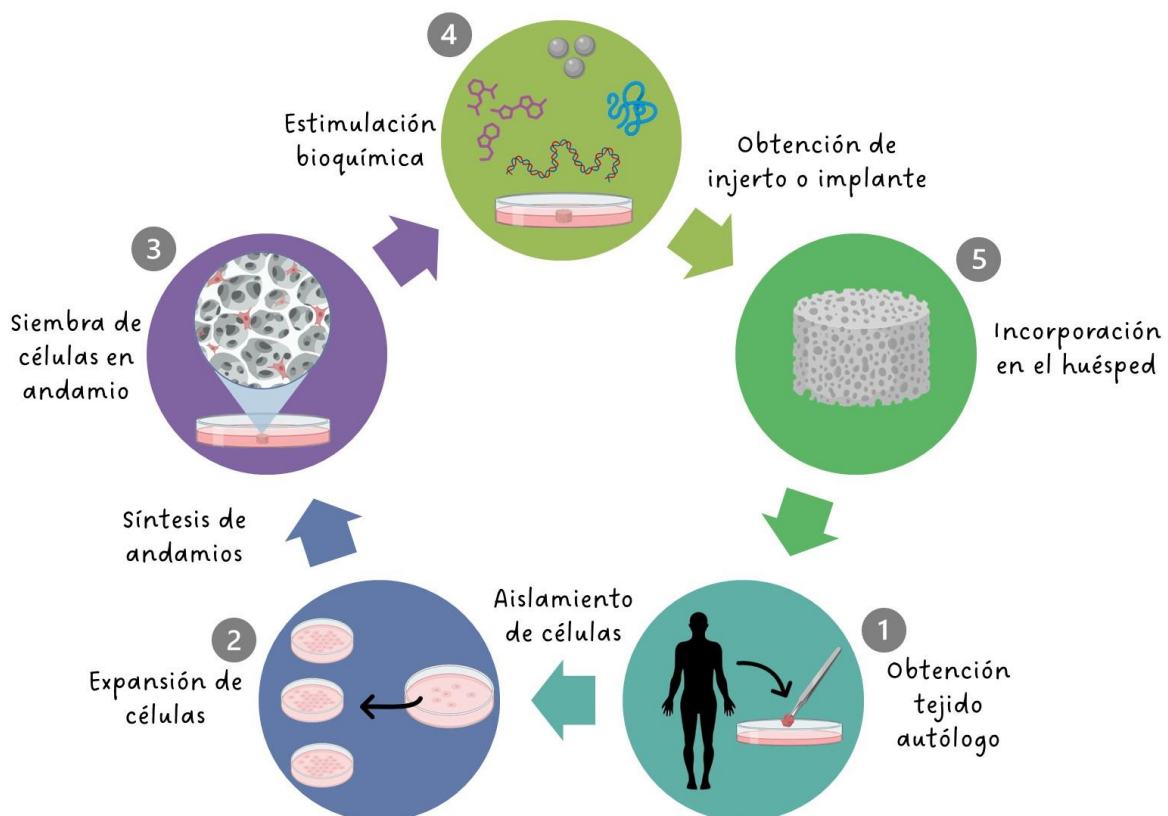 4
Estimulación
bioquímica
Obtención de
injerto o implante
3
Siembra de
células en
andamio
5
Incorporación
en el huésped
Síntesis de
andamios
2
Expansión de
células
Aislamiento
de células
1
Obtención
tejido
autólogo